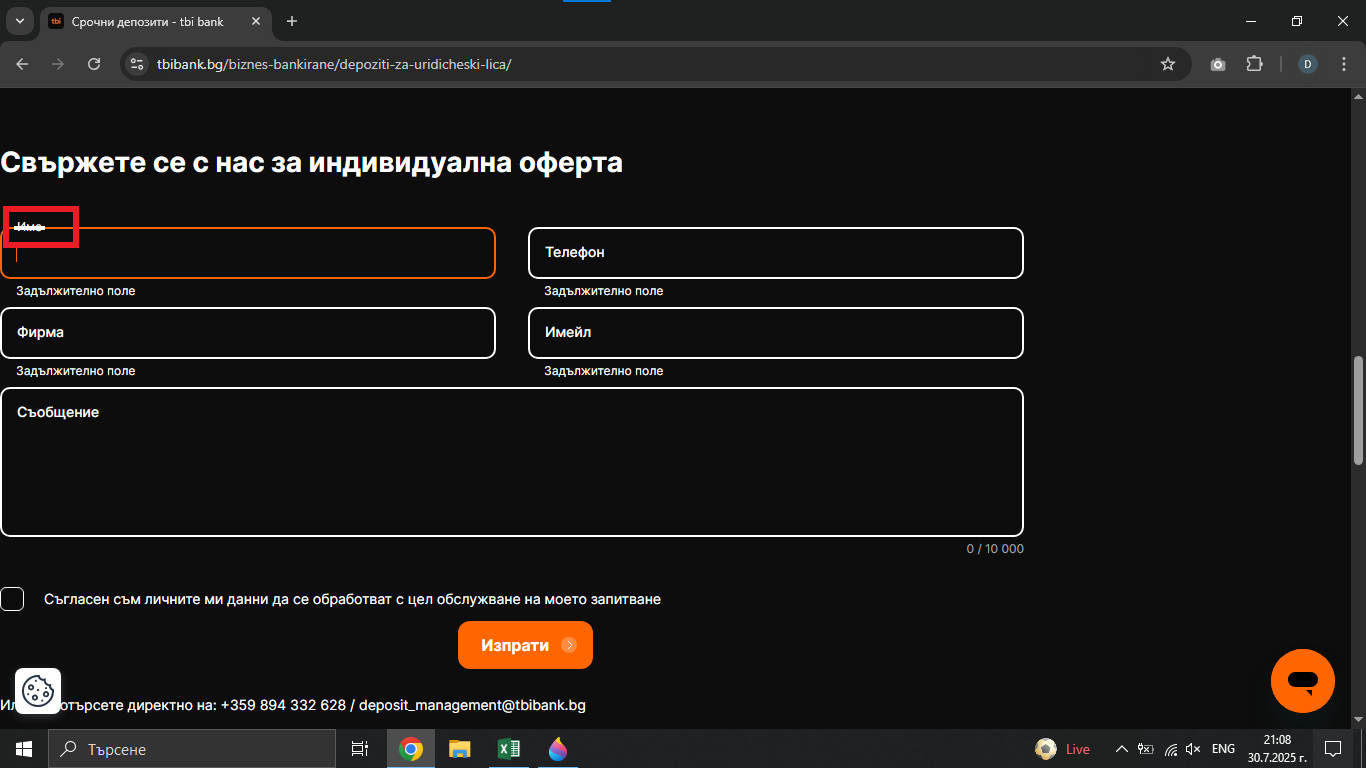 tbi Срочни депозити - tbi bank
tbibank.bg/biznes-bankirane/depoziti-za-uridicheski-lica/
D
Свържете се с нас за индивидуална оферта
Име
Телефон
Задължително поле
Задължително поле
Фирма
Имейл
Задължително поле
Задължително поле
Съобщение
0 / 10 000
Съгласен съм личните ми данни да се обработват с цел обслужване на моето запитване
Изпрати
отърсете директно на: +359 894 332 628 / deposit_management@tbibank.bg
Търсене
Live
ENG
21:08
30.7.2025 г.